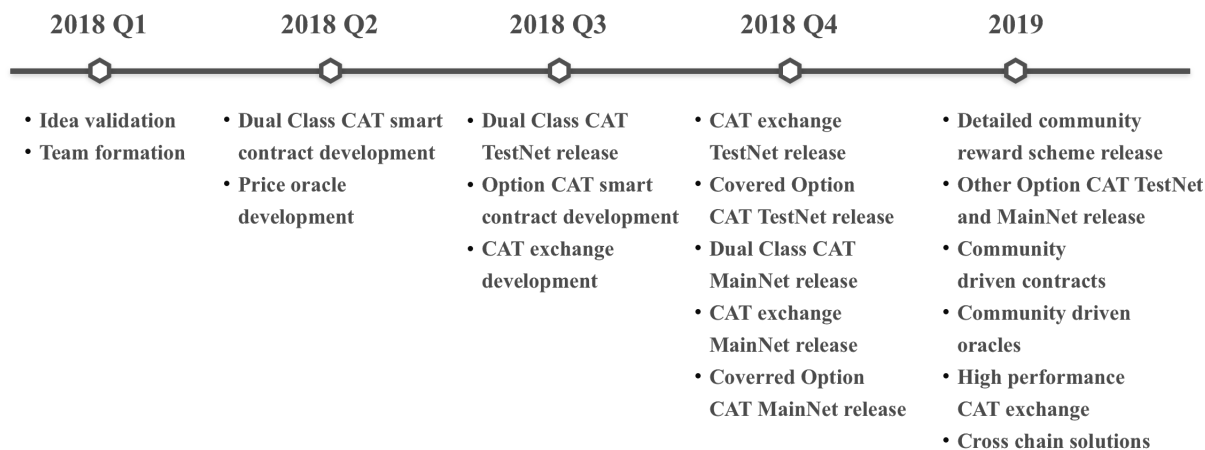 2018 Q1
2018 Q2
2018 Q3
2018 Q4
2019
• Idea validation
• Team formation
• Dual Class CAT smart
contract development
• Price oracle
development
• Dual Class CAT
TestNet release
• Option CAT smart
contract development
• CAT exchange
development
• CAT exchange
TestNet release
• Covered Option
CAT TestNet release
• Dual Class CAT
MainNet release
• CAT exchange
MainNet release
• Coverred Option
CAT MainNet release
• Detailed community
reward scheme release
• Other Option CAT TestNet
and MainNet release
• Community
driven contracts
• Community driven
oracles
• High performance
CAT exchange
• Cross chain solutions